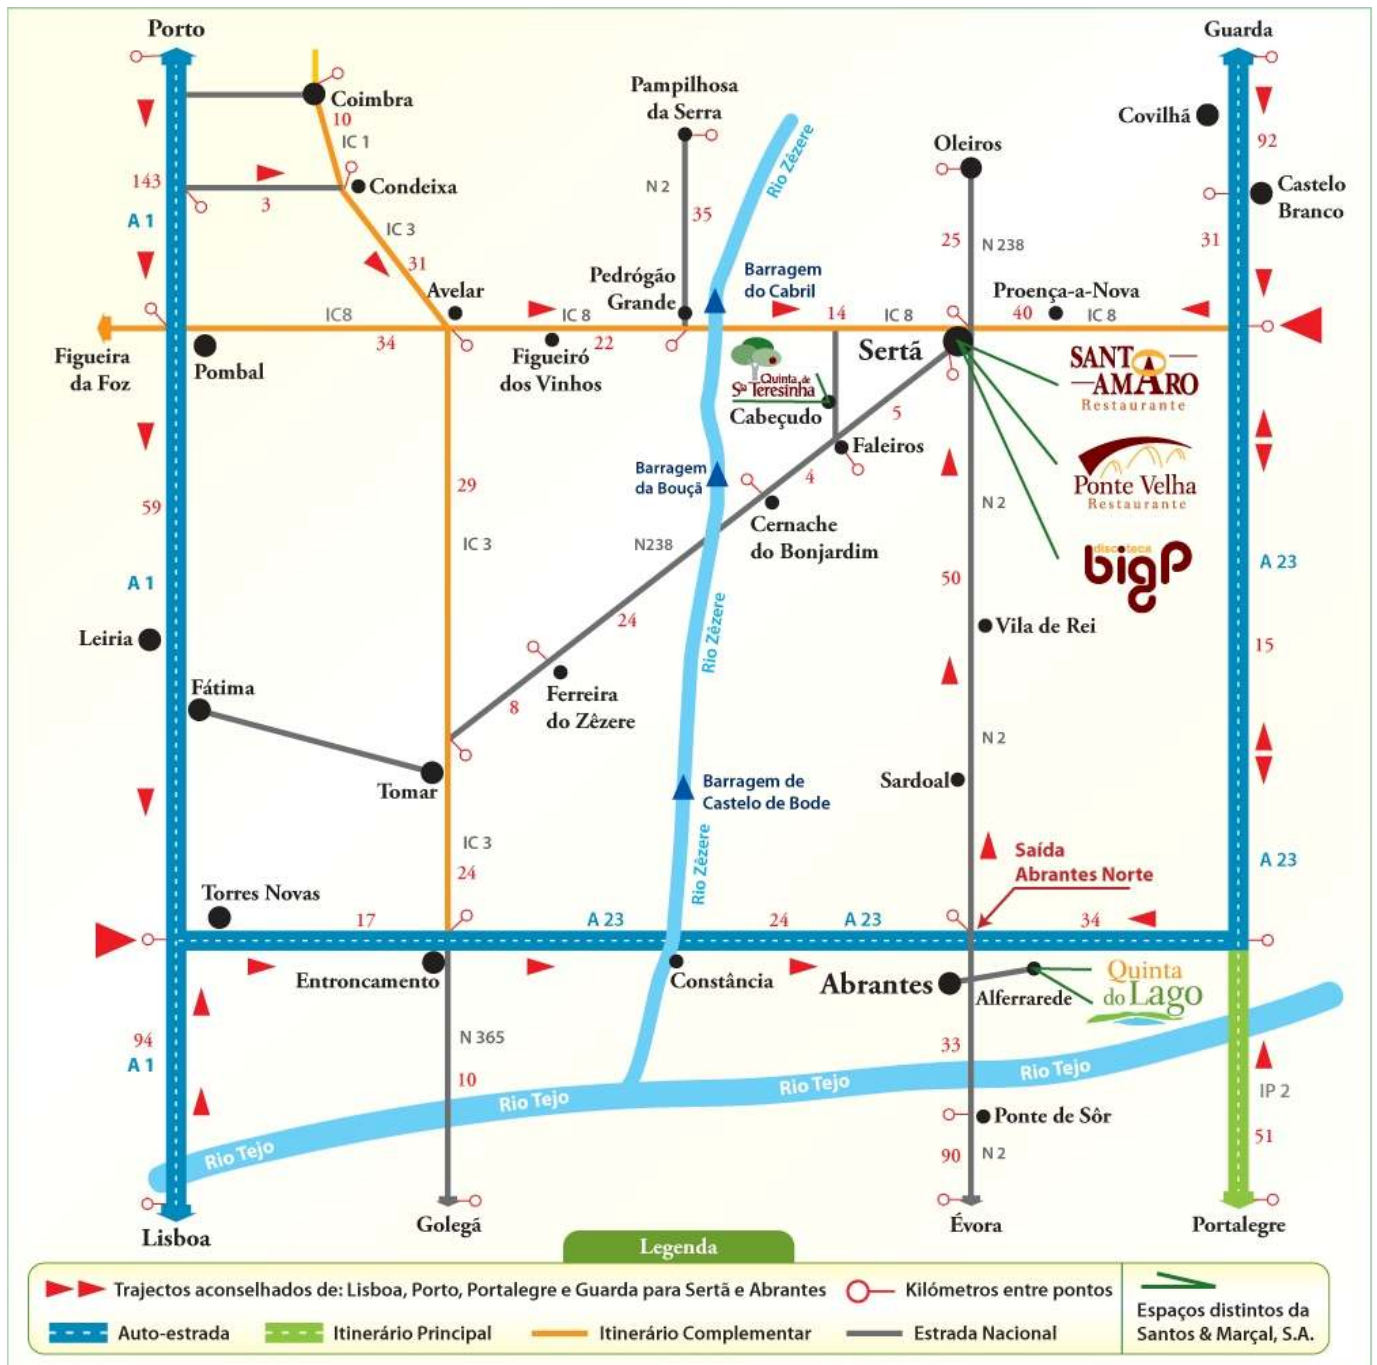 Porto
Guarda
Coimbra
10
IC 1
Pampilhosa
da Serra
Rio Zêzere
Covilhã
92
Oleiros
143
A 1
3
Condeixa
N 2
35
Castelo
Branco
IC 3
31
25
N 238
31
Avelar
Pedrógão
Grande
Barragem
do Cabril
Proença-a-Nova
IC8
34
IC 8
22
14
IC 8
40
IC 8
Figueira
da Foz
Pombal
Figueiró
dos Vinhos
Sertã
Quinta de
Sta Teresinha
Cabeçudo
SANT
AMARO
Restaurante
5
Faleiros
Barragem
da Bouçã
4
Ponte Velha
Restaurante
59
29
N 2
Cernache
do Bonjardim
IC 3
N238
discoteca
bigP
A 23
A 1
50
24
Rio Zêzere
Leiria
Vila de Rei
15
Fátima
Ferreira
do Zêzere
8
N 2
Tomar
Barragem de
Castelo de Bode
Sardoal
IC 3
24
Rio Zêzere
Saída
Abrantes Norte
A 23
Torres Novas
17
A 23
24
A 23
34
Entroncamento
Constância
Abrantes
Alferrarede
Quinta
do Lago
94
A 1
N 365
10
33
Rio Tejo
Rio Tejo
Rio Tejo
Rio Tejo
IP 2
51
Ponte de Sôr
90
N 2
Lisboa
Golegã
Évora
Portalegre
Legenda
Trajectos aconselhados de: Lisboa, Porto, Portalegre e Guarda para Sertã e Abrantes
Kilómetros entre pontos
Auto-estrada
Itinerário Principal
Itinerário Complementar
Estrada Nacional
Espaços distintos da
Santos & Marçal, S.A.